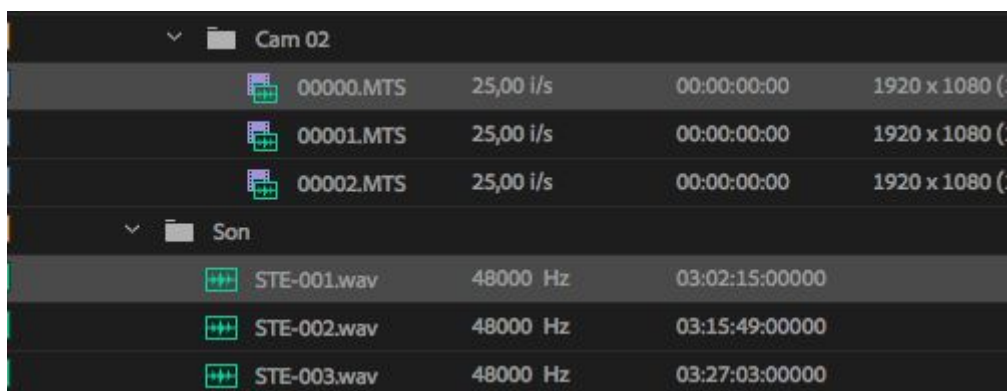 Cam 02
00000.MTS 25,00 i/s 00:00:00:00 1920 x 1080 (
00001.MTS 25,00 i/s 00:00:00:00 1920 x 1080 (
00002.MTS 25,00 i/s 00:00:00:00 1920 x 1080 (
Son
STE-001.wav 48000 Hz 03:02:15:00000
STE-002.wav 48000 Hz 03:15:49:00000
STE-003.wav 48000 Hz 03:27:03:00000